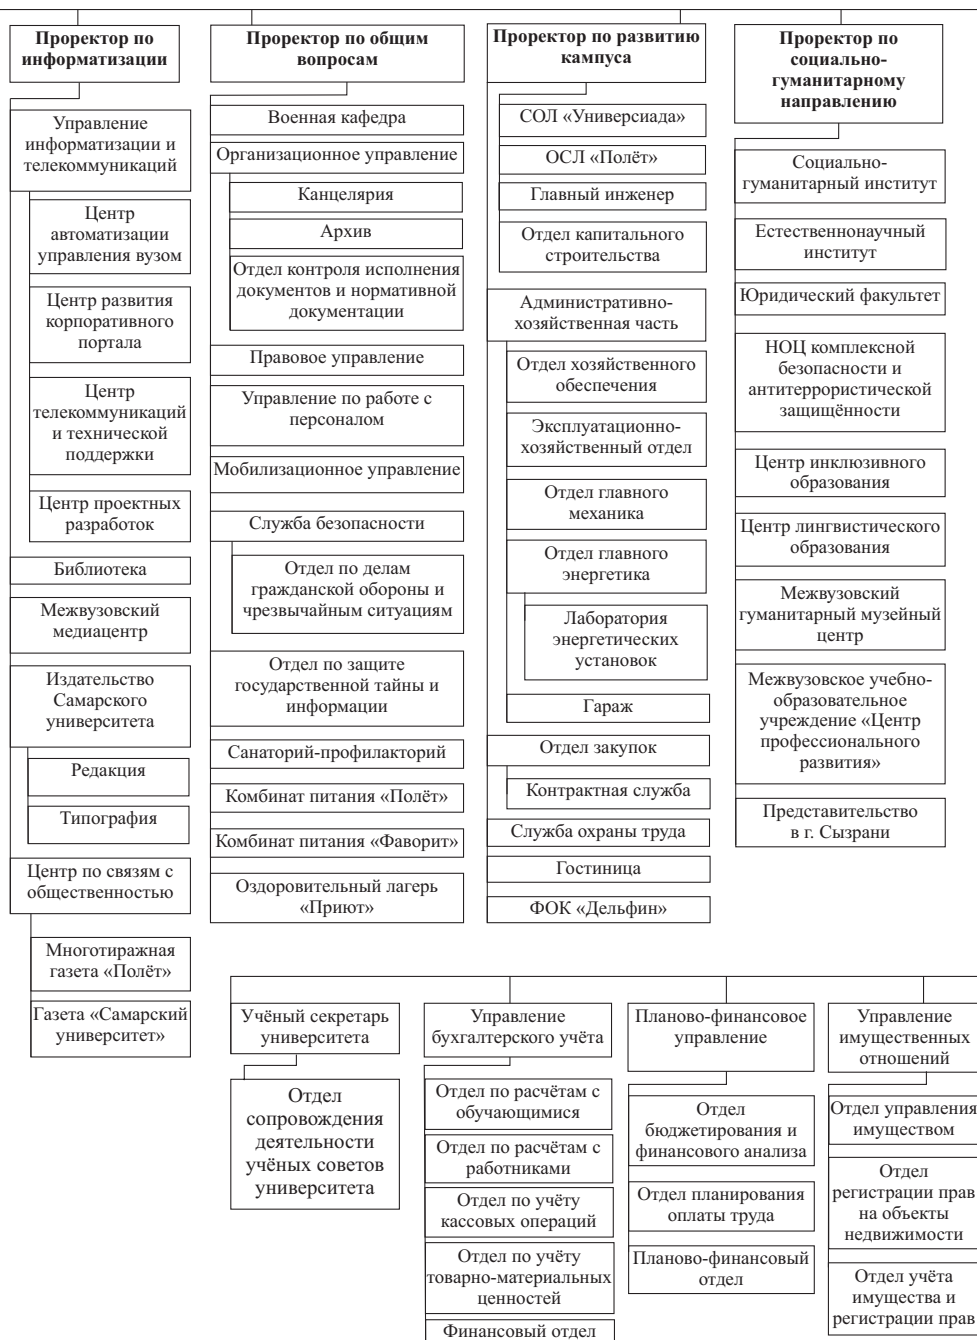 Проректор по
информатизации
Управление
информатизации и
телекоммуникаций
Центр
автоматизации
управления вузом
Центр развития
корпоративного
портала
Центр
телекоммуникаций
и технической
поддержки
Центр проектных
разработок
Библиотека
Межвузовский
медиацентр
Издательство
Самарского
университета
Редакция
Типография
Центр по связям с
общественностью
Многотиражная
газета «Полёт»
Газета «Самарский
университет»
Проректор по общим
вопросам
Военная кафедра
Организационное управление
Канцелярия
Архив
Отдел контроля исполнения
документов и нормативной
документации
Правовое управление
Управление по работе с
персоналом
Мобилизационное управление
Служба безопасности
Отдел по делам
гражданской обороны и
чрезвычайным ситуациям
Отдел по защите
государственной тайны и
информации
Санаторий-профилакторий
Комбинат питания «Полёт»
Комбинат питания «Фаворит»
Оздоровительный лагерь
«Приют»
Проректор по развитию
кампуса
СОЛ «Универсиада»
ОСЛ «Полёт»
Главный инженер
Отдел капитального
строительства
Административно-
хозяйственная часть
Отдел хозяйственного
обеспечения
Эксплуатационно-
хозяйственный отдел
Отдел главного
механика
Отдел главного
энергетика
Лаборатория
энергетических
установок
Гараж
Отдел закупок
Контрактная служба
Служба охраны труда
Гостиница
ФОК «Дельфин»
Проректор по
социально-
гуманитарному
направлению
Социально-
гуманитарный институт
Естественнонаучный
институт
Юридический факультет
НОЦ комплексной
безопасности и
антитеррористической
защищённости
Центр инклюзивного
образования
Центр лингвистического
образования
Межвузовский
гуманитарный музейный
центр
Межвузовское учебно-
образовательное
учреждение «Центр
профессионального
развития»
Представительство
в г. Сызрани
Учёный секретарь
университета
Отдел
сопровождения
деятельности
учёных советов
университета
Управление
бухгалтерского учёта
Отдел по расчётам с
обучающимися
Отдел по расчётам с
работниками
Отдел по учёту
кассовых операций
Отдел по учёту
товарно-материальных
ценностей
Финансовый отдел
Планово-финансовое
управление
Отдел
бюджетирования и
финансового анализа
Отдел планирования
оплаты труда
Планово-финансовый
отдел
Управление
имущественных
отношений
Отдел управления
имуществом
Отдел
регистрации прав
на объекты
недвижимости
Отдел учёта
имущества и
регистрации прав